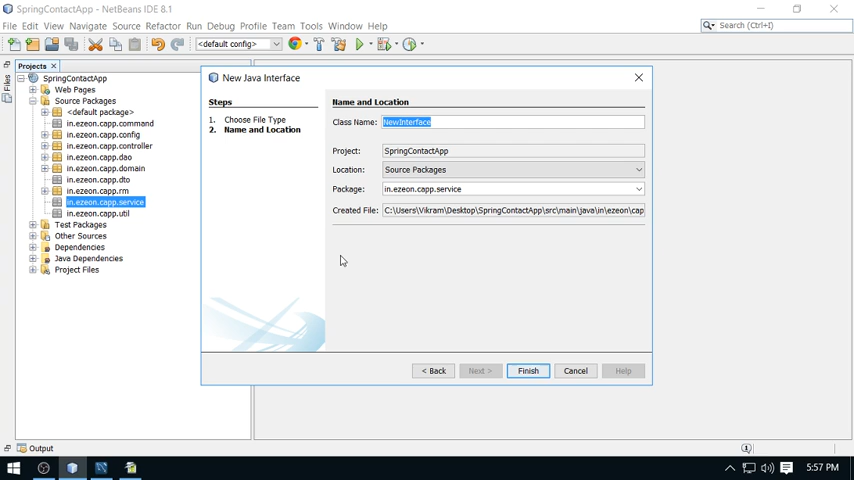 SpringContactApp - NetBeans IDE 8.1
File Edit View Navigate Source Refactor Run Debug Profile Team Tools Window Help
Search (Ctrl+I)
<default config>
Projects
Files
SpringContactApp
Web Pages
Source Packages
<default package>
in.ezeon.capp.command
in.ezeon.capp.config
in.ezeon.capp.controller
in.ezeon.capp.dao
in.ezeon.capp.domain
in.ezeon.capp.dto
in.ezeon.capp.rm
in.ezeon.capp.service
in.ezeon.capp.util
Test Packages
Other Sources
Dependencies
Java Dependencies
Project Files
New Java Interface
Steps
1. Choose File Type
2. Name and Location
Name and Location
Class Name: NewInterface
Project: SpringContactApp
Location: Source Packages
Package: in.ezeon.capp.service
Created File: C:\Users\Vikram\Desktop\SpringContactApp\src\main\java\in\ezeon\cap
< Back Next > Finish Cancel Help
Output
1
5:57 PM